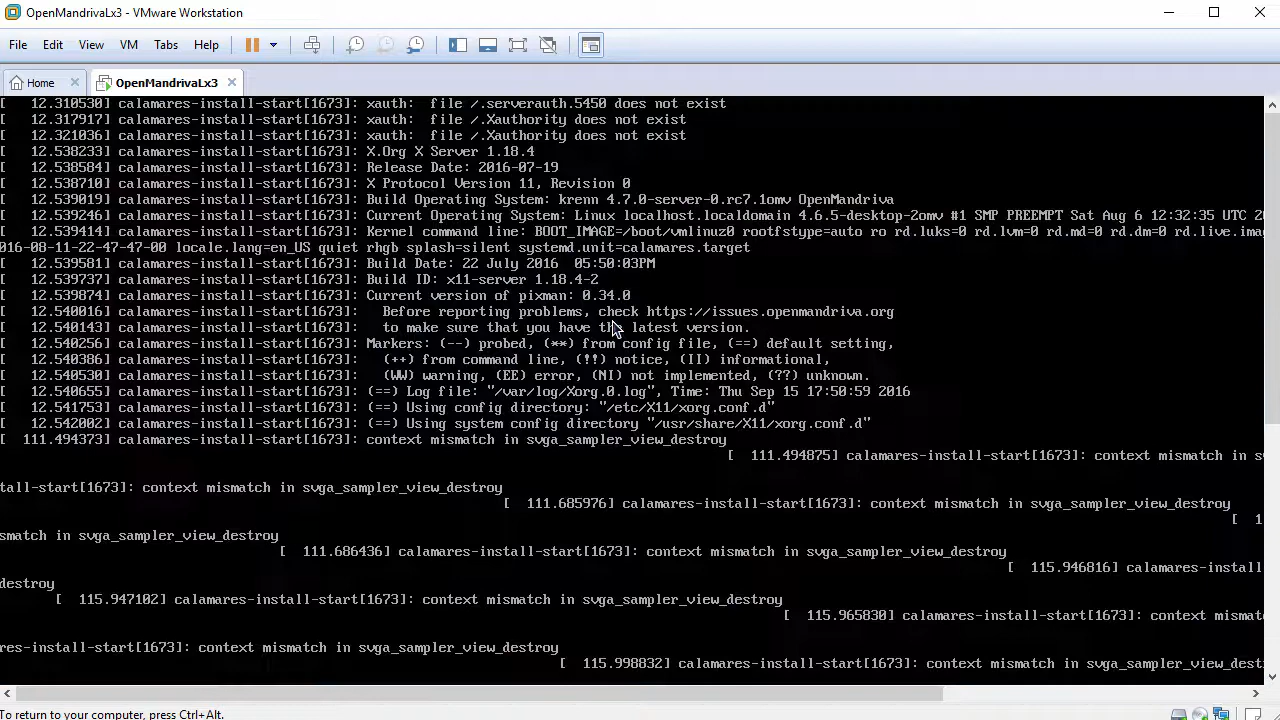 OpenMandrivaLx3 - VMware Workstation
File Edit View VM Tabs Help
Home OpenMandrivaLx3
[ 12.310530] calamares-install-start[1673]: xauth: file /.serverauth.5450 does not exist
[ 12.317917] calamares-install-start[1673]: xauth: file /.Xauthority does not exist
[ 12.321036] calamares-install-start[1673]: xauth: file /.Xauthority does not exist
[ 12.538233] calamares-install-start[1673]: X.Org X Server 1.18.4
[ 12.538584] calamares-install-start[1673]: Release Date: 2016-07-19
[ 12.538710] calamares-install-start[1673]: X Protocol Version 11, Revision 0
[ 12.539019] calamares-install-start[1673]: Build Operating System: krenn 4.7.0-server-0.rc7.1omv OpenMandriva
[ 12.539246] calamares-install-start[1673]: Current Operating System: Linux localhost.localdomain 4.6.5-desktop-2omv #1 SMP PREEMPT Sat Aug 6 12:32:35 UTC 2
[ 12.539414] calamares-install-start[1673]: Kernel command line: BOOT_IMAGE=/boot/vmlinuz0 rootfstype=auto ro rd.luks=0 rd.lvm=0 rd.md=0 rd.dm=0 rd.live.ima
016-08-11-22-47-47-00 locale.lang=en_US quiet rhgb splash=silent systemd.unit=calamares.target
[ 12.539581] calamares-install-start[1673]: Build Date: 22 July 2016 05:50:03PM
[ 12.539737] calamares-install-start[1673]: Build ID: x11-server 1.18.4-2
[ 12.539874] calamares-install-start[1673]: Current version of pixman: 0.34.0
[ 12.540016] calamares-install-start[1673]: Before reporting problems, check https://issues.openmandriva.org
[ 12.540143] calamares-install-start[1673]: to make sure that you have the latest version.
[ 12.540256] calamares-install-start[1673]: Markers: (--) probed, (**) from config file, (==) default setting,
[ 12.540386] calamares-install-start[1673]: (++) from command line, (!!) notice, (II) informational,
[ 12.540530] calamares-install-start[1673]: (WW) warning, (EE) error, (NI) not implemented, (??) unknown.
[ 12.540655] calamares-install-start[1673]: (==) Log file: "/var/log/Xorg.0.log", Time: Thu Sep 15 17:50:59 2016
[ 12.541753] calamares-install-start[1673]: (==) Using config directory: "/etc/X11/xorg.conf.d"
[ 12.542002] calamares-install-start[1673]: (==) Using system config directory "/usr/share/X11/xorg.conf.d"
[ 111.494373] calamares-install-start[1673]: context mismatch in svga_sampler_view_destroy
[ 111.494875] calamares-install-start[1673]: context mismatch in sv
tall-start[1673]: context mismatch in svga_sampler_view_destroy
[ 111.685976] calamares-install-start[1673]: context mismatch in svga_sampler_view_destroy
[ 1
smatch in svga_sampler_view_destroy
[ 111.686436] calamares-install-start[1673]: context mismatch in svga_sampler_view_destroy
[ 115.946816] calamares-install
destroy
[ 115.947102] calamares-install-start[1673]: context mismatch in svga_sampler_view_destroy
[ 115.965830] calamares-install-start[1673]: context mismat
res-install-start[1673]: context mismatch in svga_sampler_view_destroy
[ 115.998832] calamares-install-start[1673]: context mismatch in svga_sampler_view_dest
To return to your computer, press Ctrl+Alt.